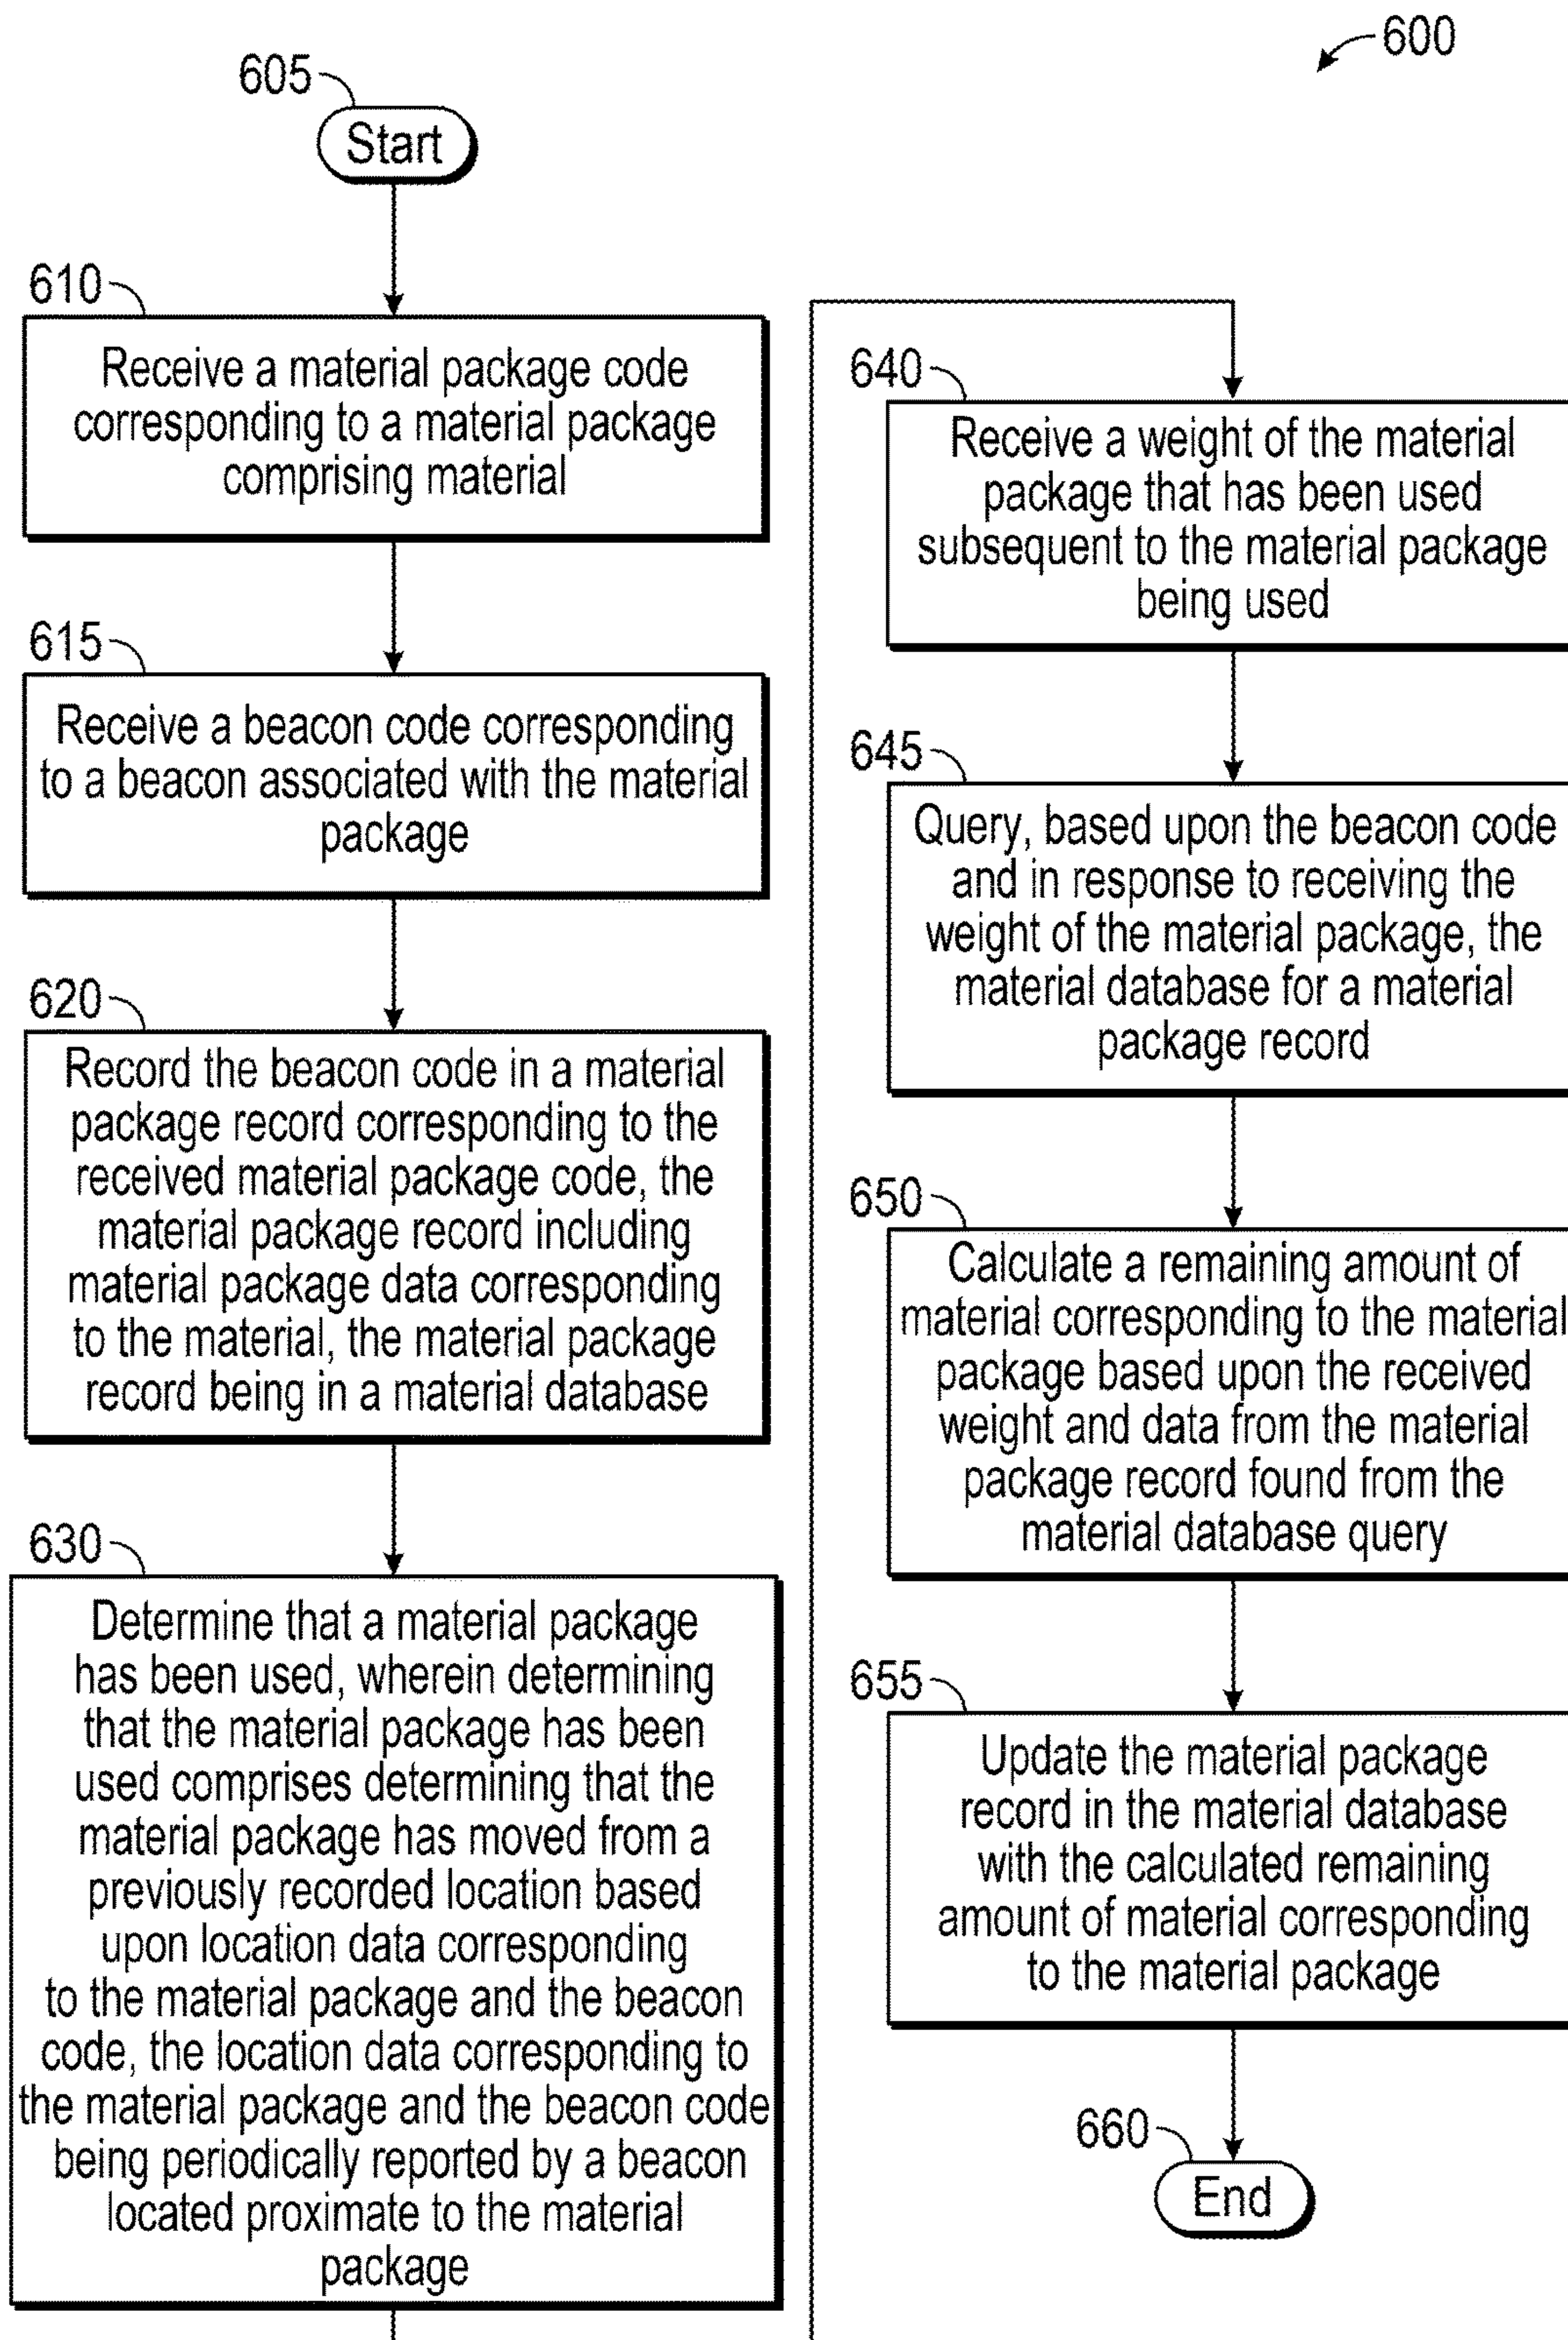 600
605
Start
610
Receive a material package code
corresponding to a material package
comprising material
615
Receive a beacon code corresponding
to a beacon associated with the material
package
620
Record the beacon code in a material
package record corresponding to the
received material package code, the
material package record including
material package data corresponding
to the material, the material package
record being in a material database
630
Determine that a material package
has been used, wherein determining
that the material package has been
used comprises determining that the
material package has moved from a
previously recorded location based
upon location data corresponding
to the material package and the beacon
code, the location data corresponding to
the material package and the beacon code
being periodically reported by a beacon
located proximate to the material
package
640
Receive a weight of the material
package that has been used
subsequent to the material package
being used
645
Query, based upon the beacon code
and in response to receiving the
weight of the material package, the
material database for a material
package record
650
Calculate a remaining amount of
material corresponding to the material
package based upon the received
weight and data from the material
package record found from the
material database query
655
Update the material package
record in the material database
with the calculated remaining
amount of material corresponding
to the material package
660
End